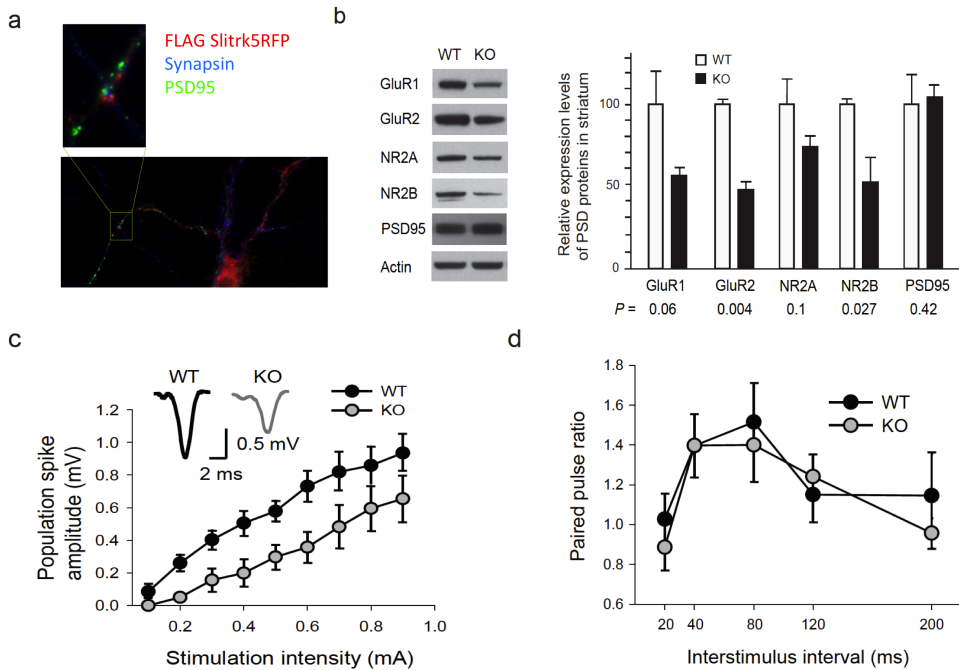 a
FLAG Slitrk5RFP
Synapsin
PSD95
b
WT KO
GluR1
GluR2
NR2A
NR2B
PSD95
Actin
Relative expression levels
of PSD proteins in striatum
WT
KO
100
50
0
GluR1 GluR2 NR2A NR2B PSD95
P = 0.06 0.004 0.1 0.027 0.42
c
WT KO
0.5 mV
2 ms
WT
KO
Population spike
amplitude (mV)
1.2
1.0
0.8
0.6
0.4
0.2
0.0
0.2 0.4 0.6 0.8 1.0
Stimulation intensity (mA)
d
Paired pulse ratio
1.8
1.6
1.4
1.2
1.0
0.8
0.6
WT
KO
20 40 80 120 200
Interstimulus interval (ms)